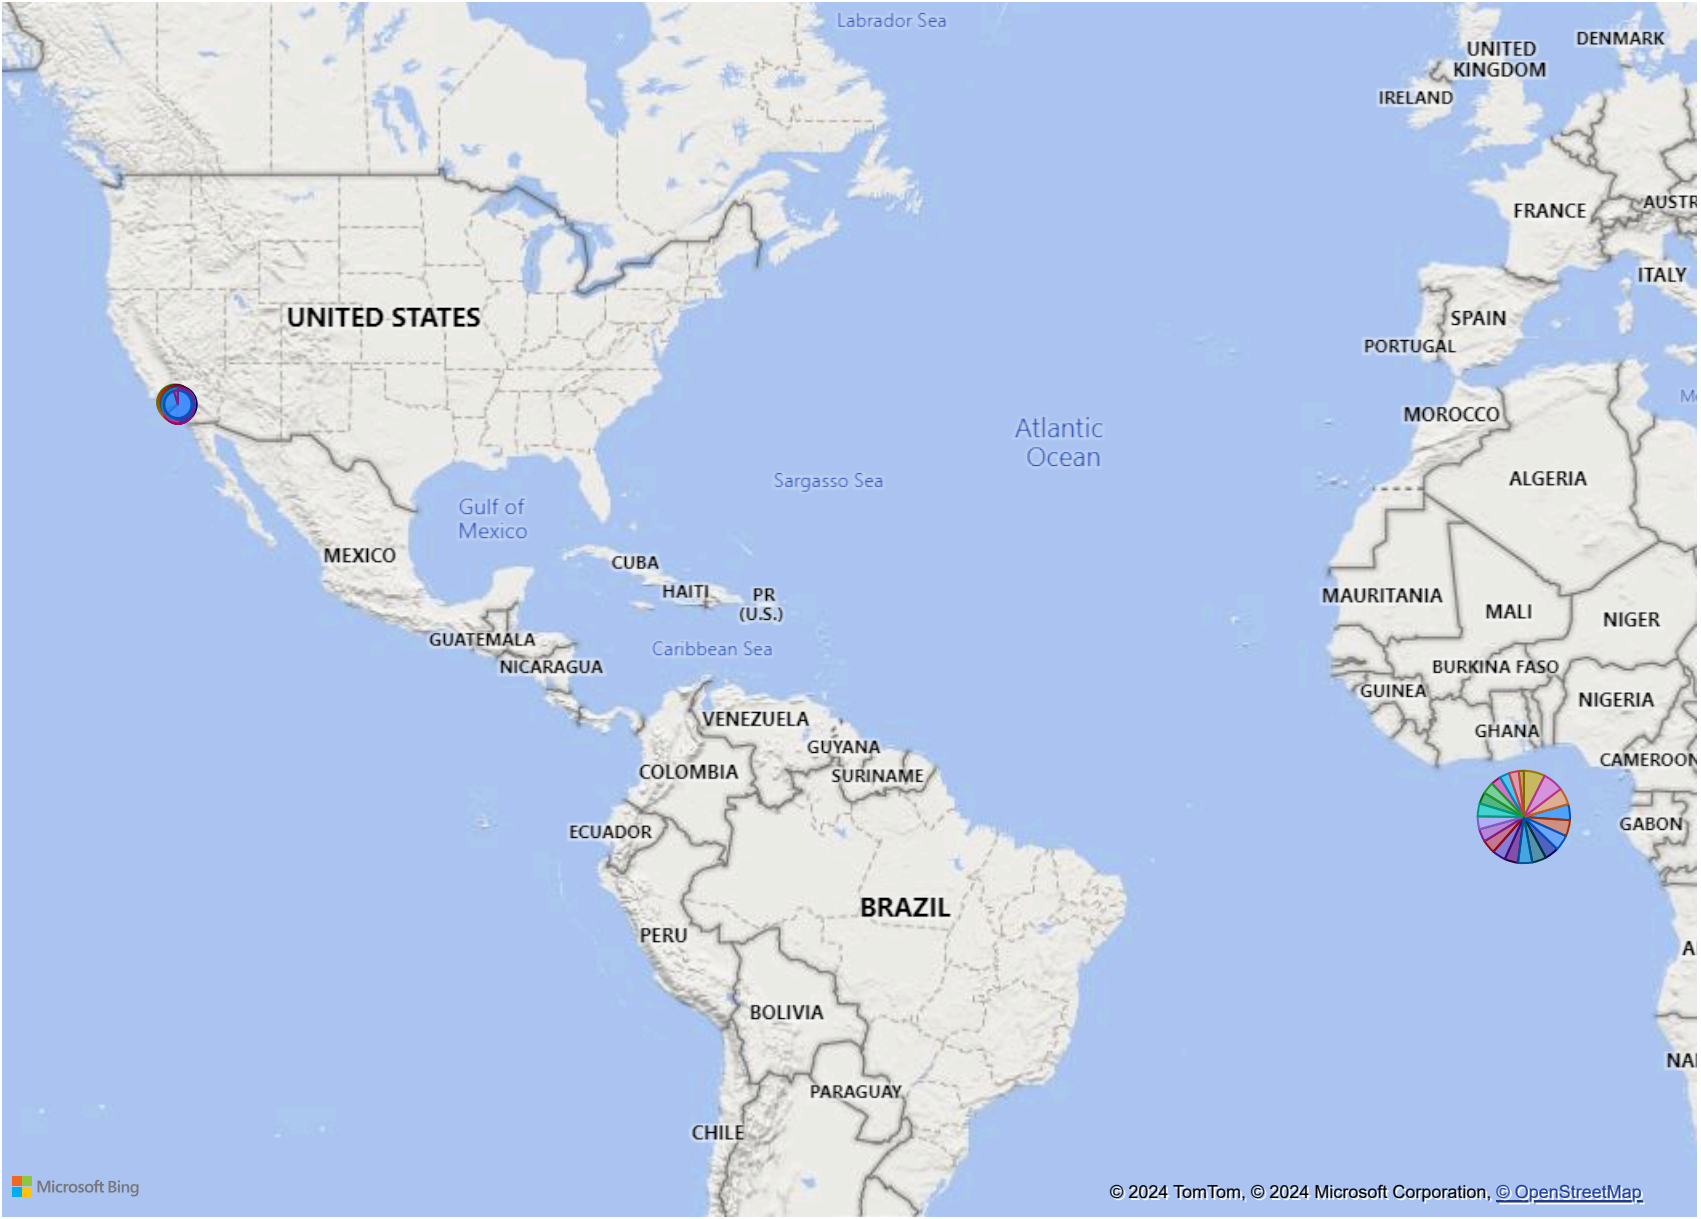 Labrador Sea
DENMARK
UNITED
KINGDOM
IRELAND
FRANCE
AUSTR
ITALY
UNITED STATES
SPAIN
PORTUGAL
MOROCCO
Atlantic
Ocean
ALGERIA
Sargasso Sea
Gulf of
Mexico
MEXICO
CUBA
HAITI
PR
(U.S.)
MAURITANIA
MALI
NIGER
GUATEMALA
Caribbean Sea
NICARAGUA
BURKINA FASO
GUINEA
NIGERIA
VENEZUELA
GHANA
GUYANA
CAMEROON
COLOMBIA
SURINAME
ECUADOR
GABON
BRAZIL
PERU
BOLIVIA
PARAGUAY
CHILE
Microsoft Bing
© 2024 TomTom, © 2024 Microsoft Corporation, © OpenStreetMap